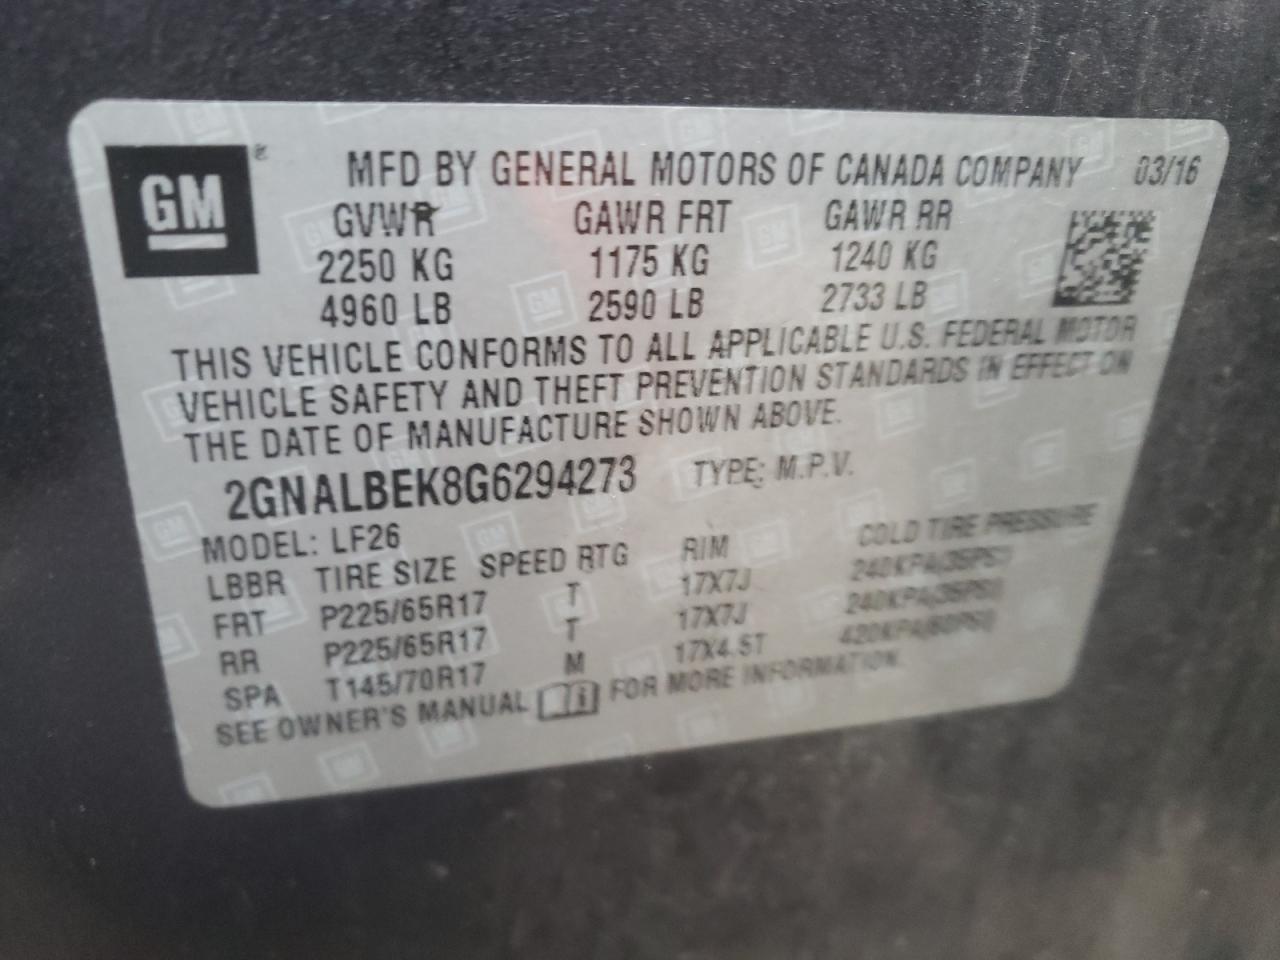 GM ®
MFD BY GENERAL MOTORS OF CANADA COMPANY 03/16
GVWR GAWR FRT GAWR RR
2250 KG 1175 KG 1240 KG
4960 LB 2590 LB 2733 LB
THIS VEHICLE CONFORMS TO ALL APPLICABLE U.S. FEDERAL MOTOR
VEHICLE SAFETY AND THEFT PREVENTION STANDARDS IN EFFECT ON
THE DATE OF MANUFACTURE SHOWN ABOVE.
2GNALBEK8G6294273 TYPE: M.P.V.
MODEL: LF26
LBBR TIRE SIZE SPEED RTG RIM COLD TIRE PRESSURE
FRT P225/65R17 T 17X7J 240KPA(35PSI)
RR P225/65R17 T 17X7J 240KPA(35PSI)
SPA T145/70R17 M 17X4.5T 420KPA(60PSI)
SEE OWNER'S MANUAL FOR MORE INFORMATION.